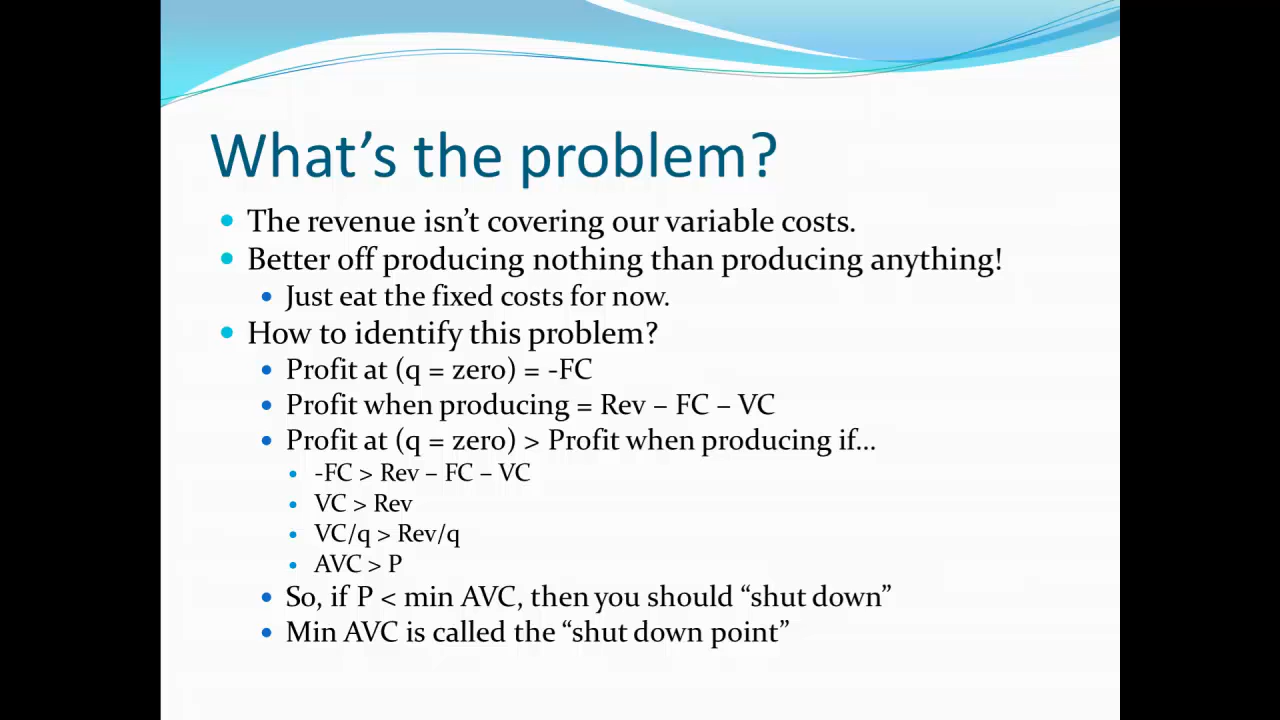 What’s the problem?
• The revenue isn’t covering our variable costs.
• Better off producing nothing than producing anything!
• Just eat the fixed costs for now.
• How to identify this problem?
• Profit at (q = zero) = -FC
• Profit when producing = Rev – FC – VC
• Profit at (q = zero) > Profit when producing if…
• -FC > Rev – FC – VC
• VC > Rev
• VC/q > Rev/q
• AVC > P
• So, if P < min AVC, then you should “shut down”
• Min AVC is called the “shut down point”